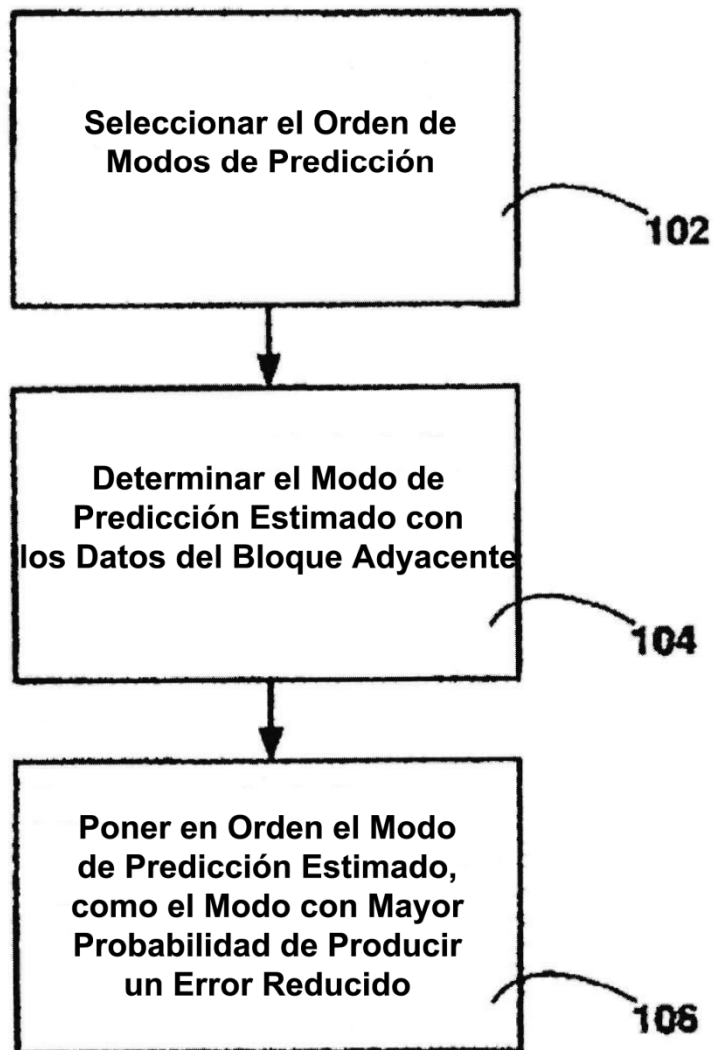 Seleccionar el Orden de
Modos de Predicción
102
Determinar el Modo de
Predicción Estimado con
los Datos del Bloque Adyacente
104
Poner en Orden el Modo
de Predicción Estimado,
como el Modo con Mayor
Probabilidad de Producir
un Error Reducido
106